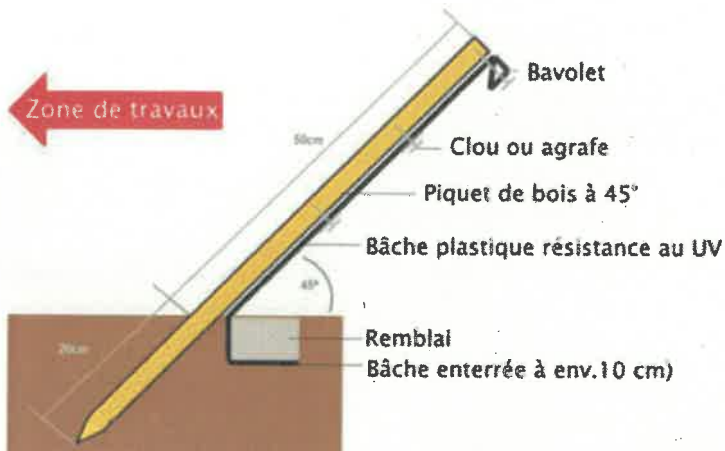 Bavolet
Zone de travaux
50cm
Clou ou agrafe
Piquet de bois à 45°
Bâche plastique résistance au UV
45°
Remblai
20cm
Bâche enterrée à env.10 cm)